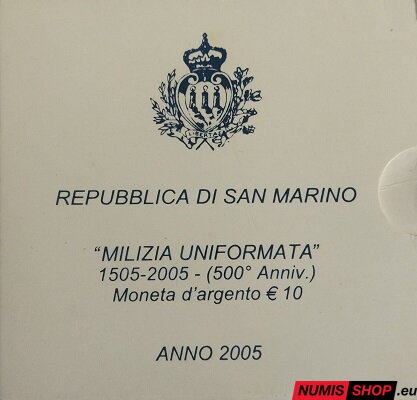 LIBERTAS
REPUBBLICA DI SAN MARINO
“MILIZIA UNIFORMATA”
1505-2005 - (500° Anniv.)
Moneta d’argento € 10
ANNO 2005
NUMIS SHOP.eu